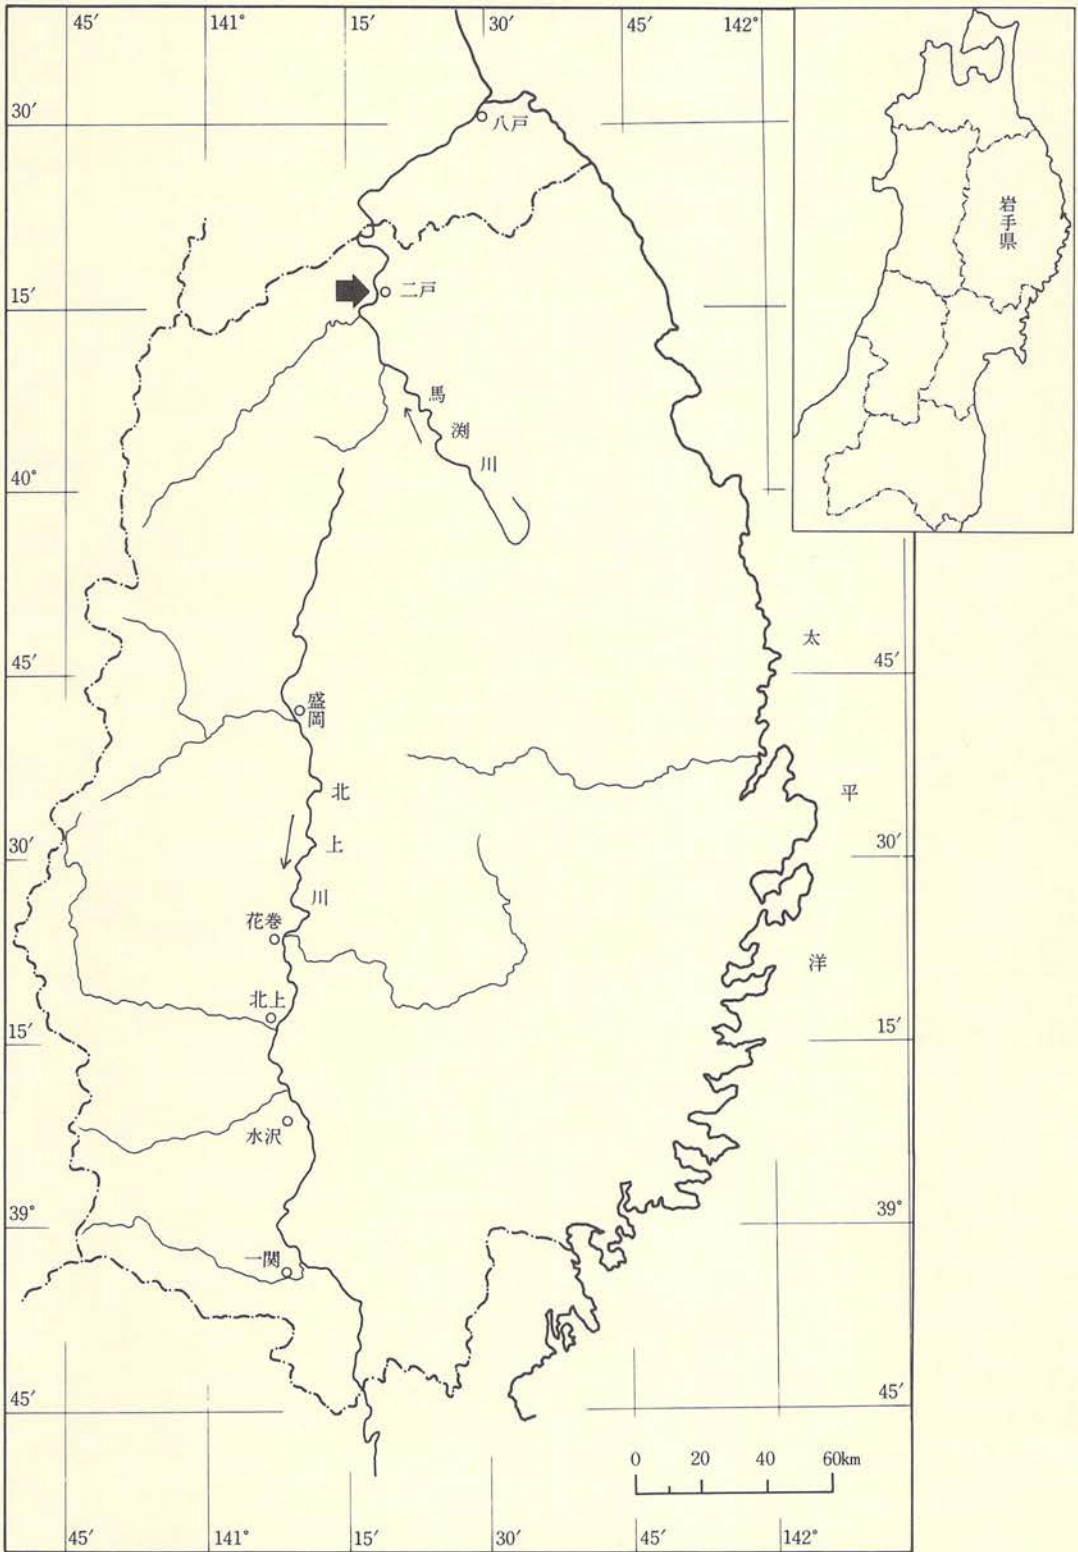 45′ 141° 15′ 30′ 45′ 142°
30′
八戸
岩手県
二戸
15′
馬渕川
40°
太平洋
45′ 45′
盛岡
北上川
30′ 30′
花巻
北上
15′ 15′
水沢
39° 39°
一関
45′ 45′
0 20 40 60km
45′ 141° 15′ 30′ 45′ 142°